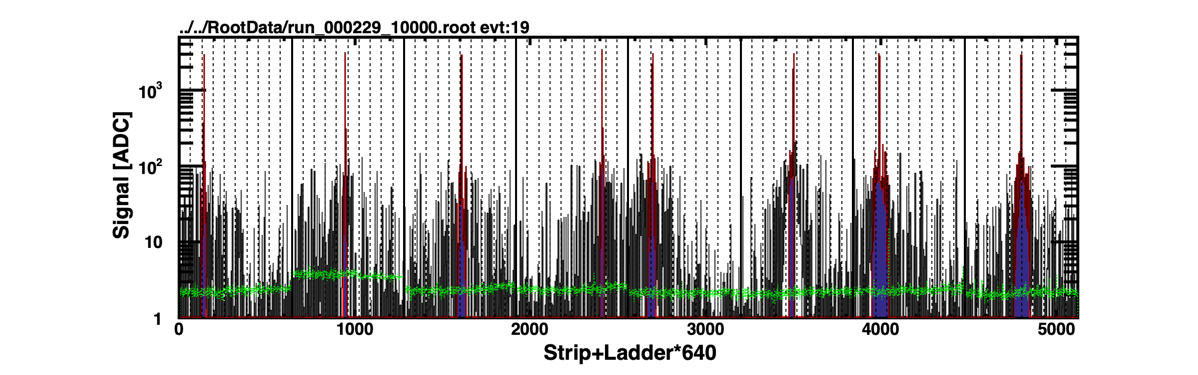 ../../RootData/run_000229_10000.root evt:19
Signal [ADC]
10³
10²
10
1
0 1000 2000 3000 4000 5000
Strip+Ladder*640